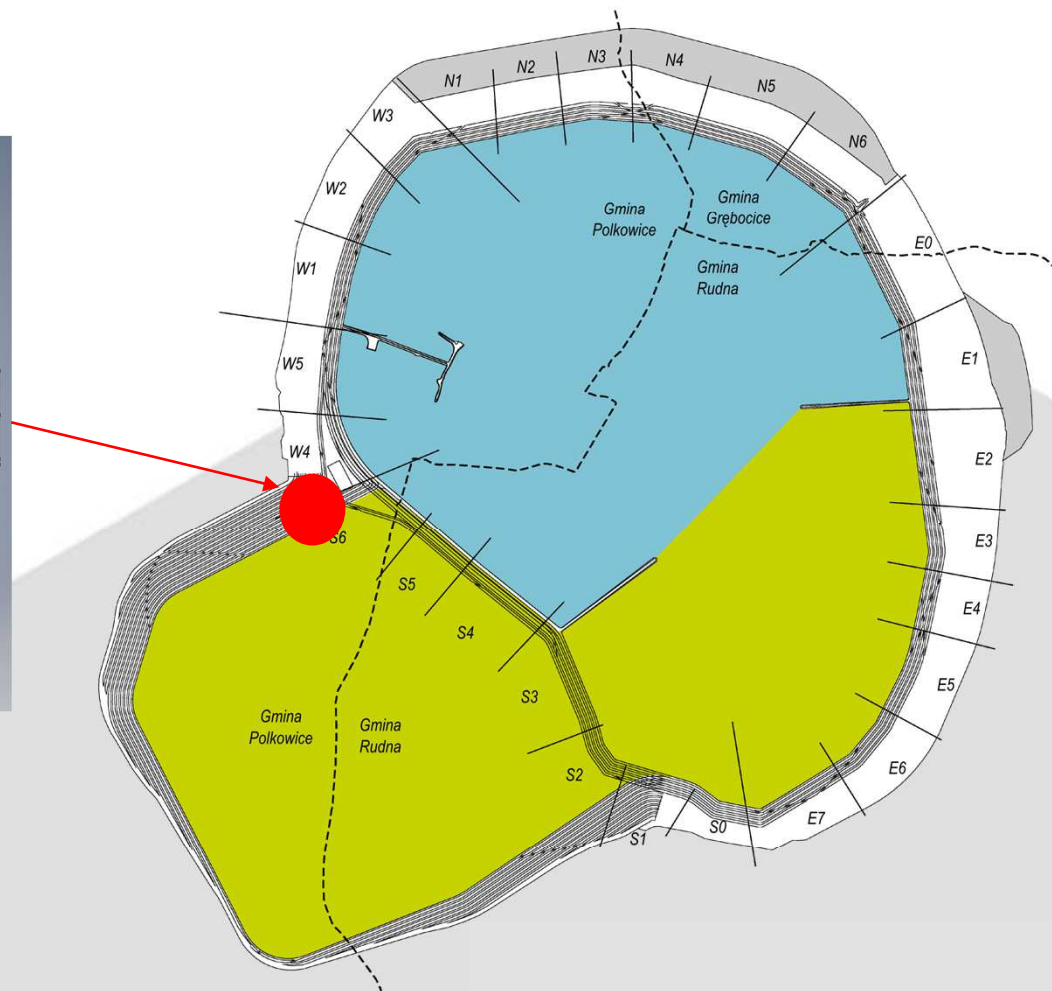 N1
N2
N3
N4
N5
N6
W3
W2
W1
W5
W4
E0
E1
E2
E3
E4
E5
E6
E7
S0
S1
S2
S3
S4
S5
S6
Gmina
Polkowice
Gmina
Grębocice
Gmina
Rudna
Gmina
Polkowice
Gmina
Rudna